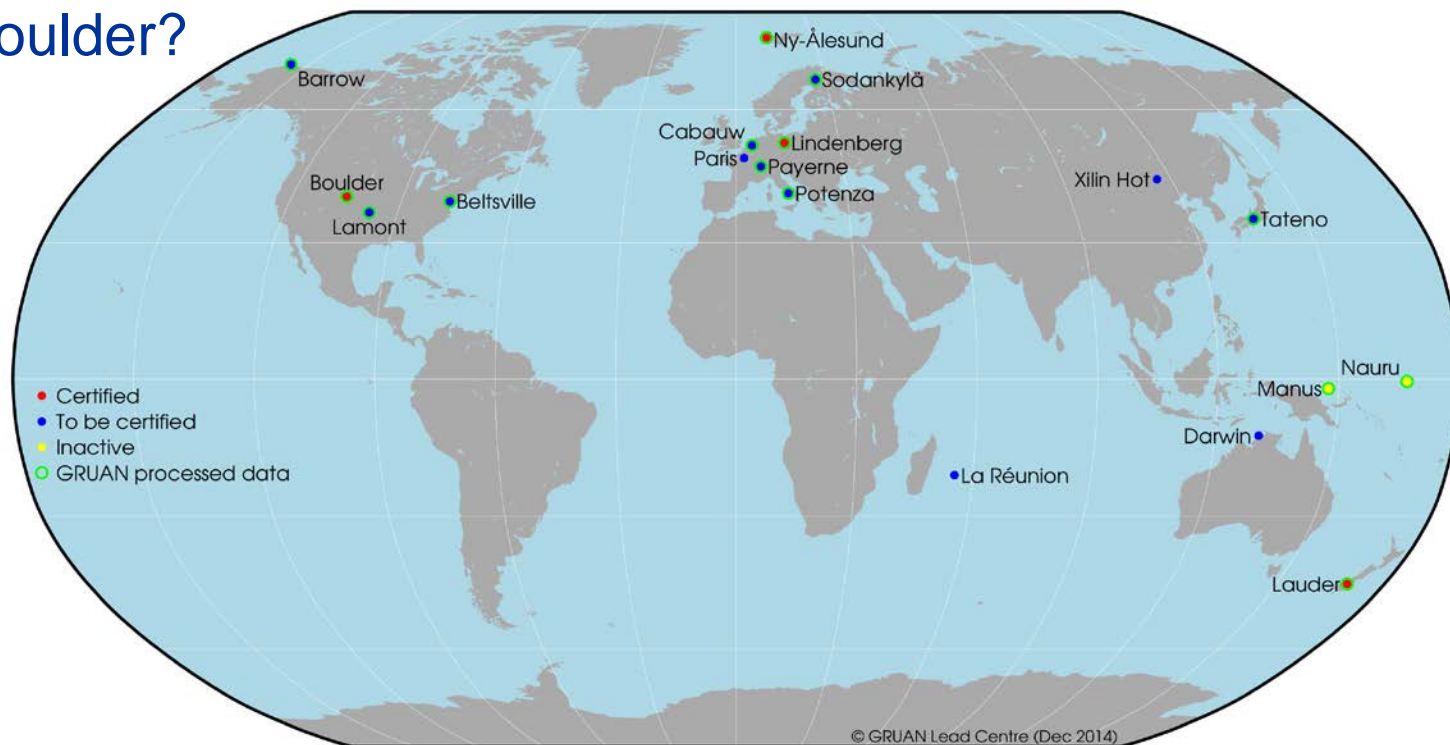 oulder?
Ny-Ålesund
Barrow
Sodankylä
Cabauw
Lindenberg
Paris
Payerne
Xilin Hot
Boulder
Potenza
Beltsville
Lamont
Tateno
Nauru
Manus
Certified
To be certified
Darwin
Inactive
GRUAN processed data
La Réunion
Lauder
© GRUAN Lead Centre (Dec 2014)